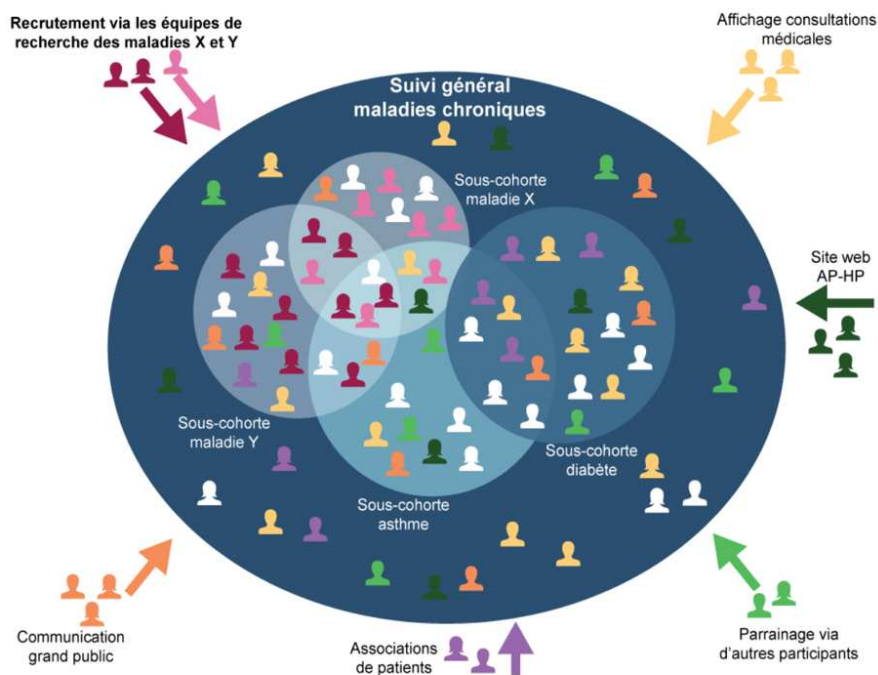 Recrutement via les équipes de
recherche des maladies X et Y
Affichage consultations
médicales
Suivi général
maladies chroniques
Sous-cohorte
maladie X
Site web
AP-HP
Sous-cohorte
maladie Y
Sous-cohorte
diabète
Sous-cohorte
asthme
Communication
grand public
Associations
de patients
Parrainage via
d'autres participants